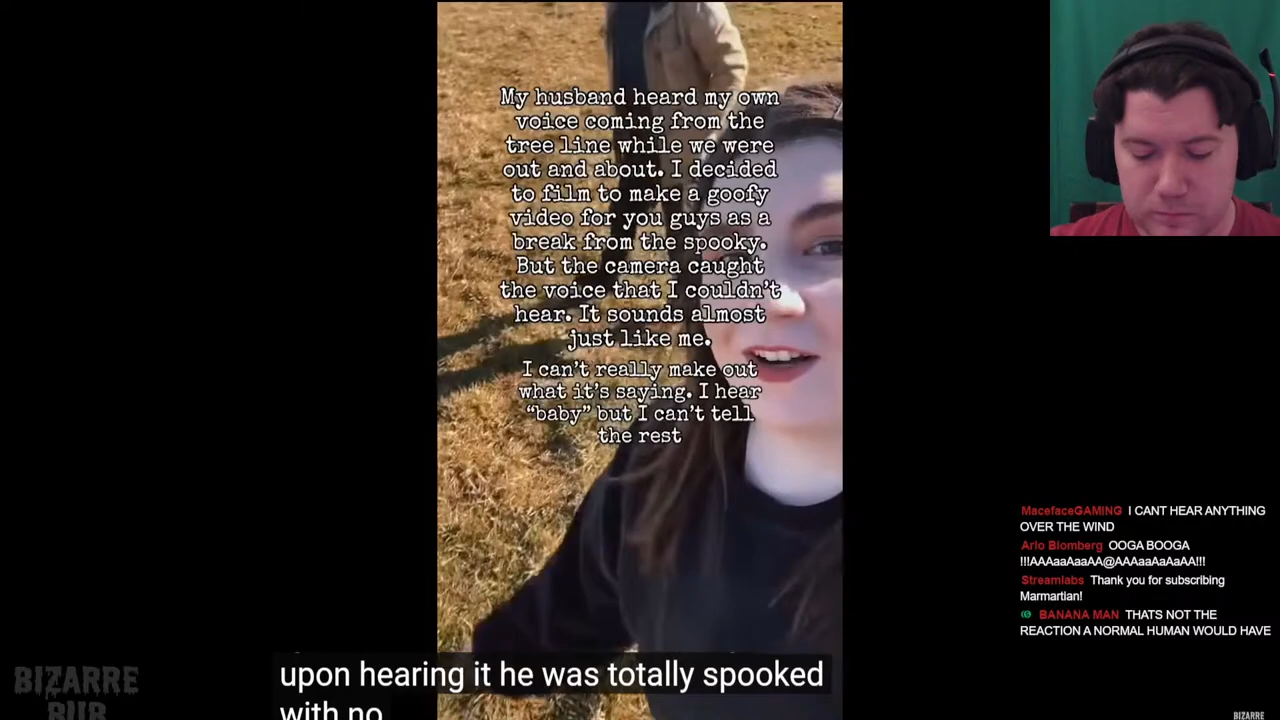 My husband heard my own
voice coming from the
tree line while we were
out and about. I decided
to film to make a goofy
video for you guys as a
break from the spooky.
But the camera caught
the voice that I couldn't
hear. It sounds almost
just like me.
I can't really make out
what it's saying. I hear
"baby" but I can't tell
the rest
MacefaceGAMING I CANT HEAR ANYTHING
OVER THE WIND
Arlo Blomberg OOGA BOOGA
!!!AAAaaAaaAA@AAAaaAaAaAA!!!
Streamlabs Thank you for subscribing
Marmartian!
BANANA MAN THATS NOT THE
REACTION A NORMAL HUMAN WOULD HAVE
upon hearing it he was totally spooked
with no
BIZARRE
BUB
BIZARRE